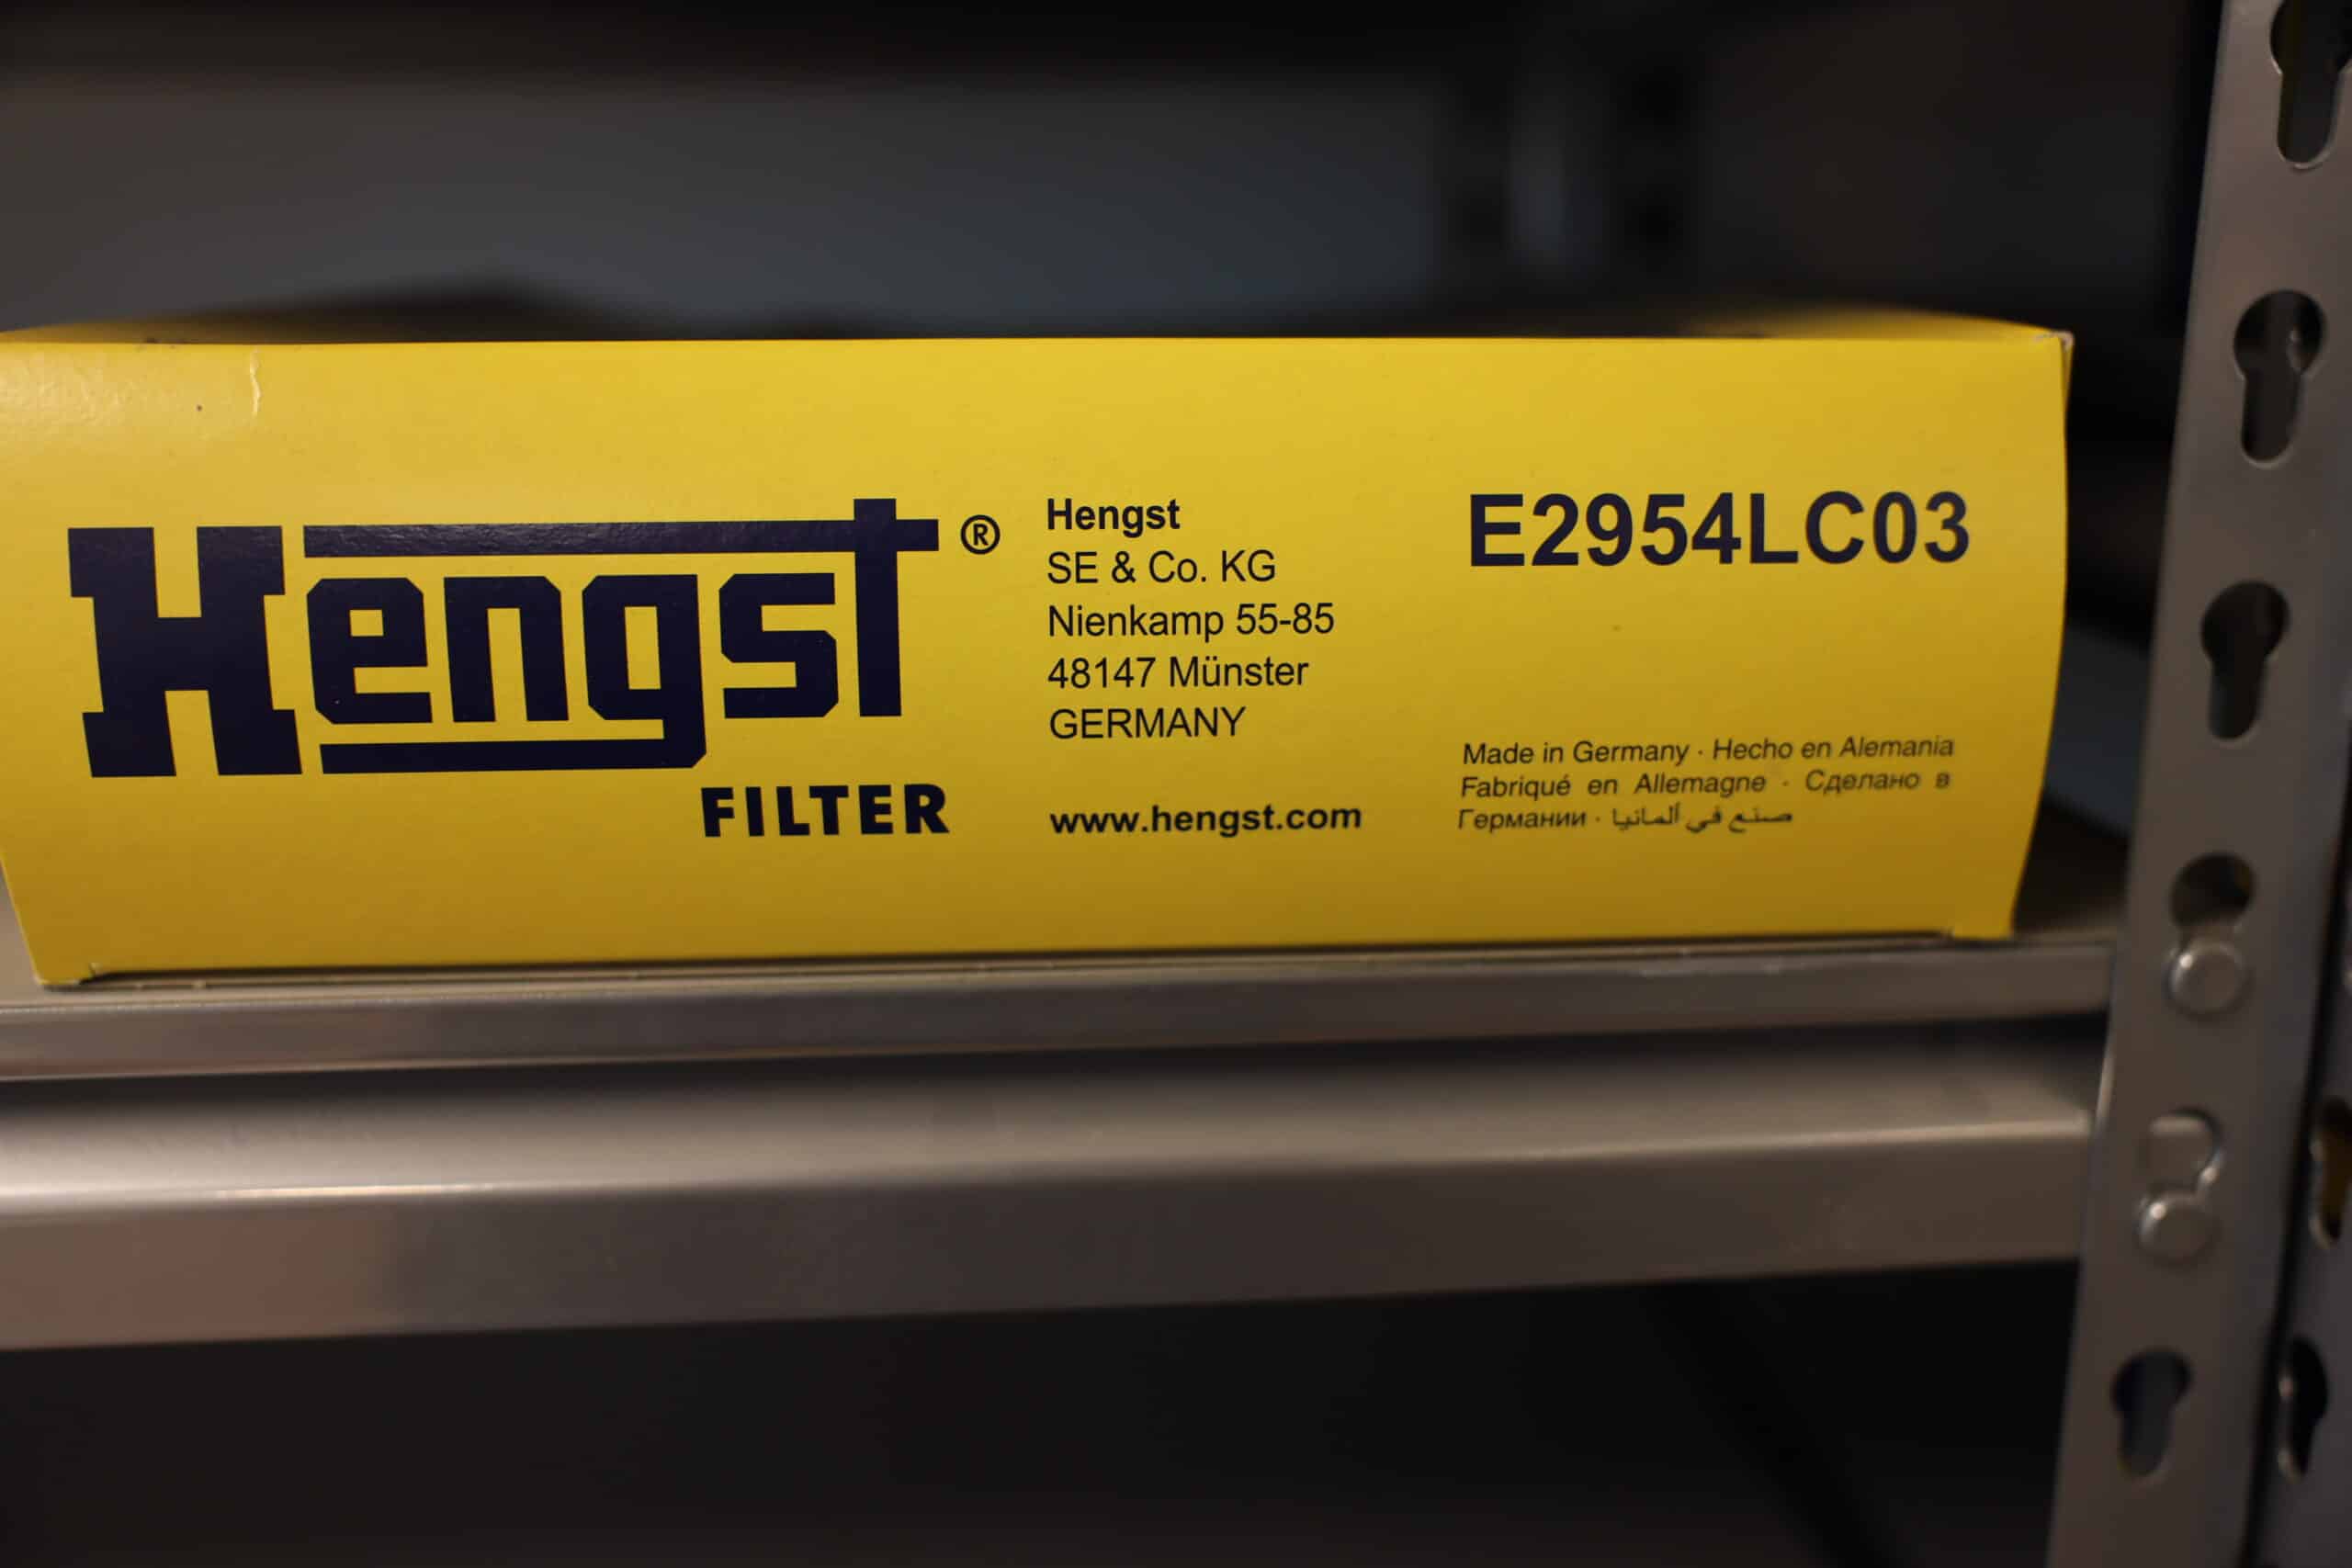 Hengst®
FILTER
Hengst
SE & Co. KG
Nienkamp 55-85
48147 Münster
GERMANY
www.hengst.com
E2954LC03
Made in Germany · Hecho en Alemania
Fabriqué en Allemagne · Сделано в
Германии · صنع في ألمانيا